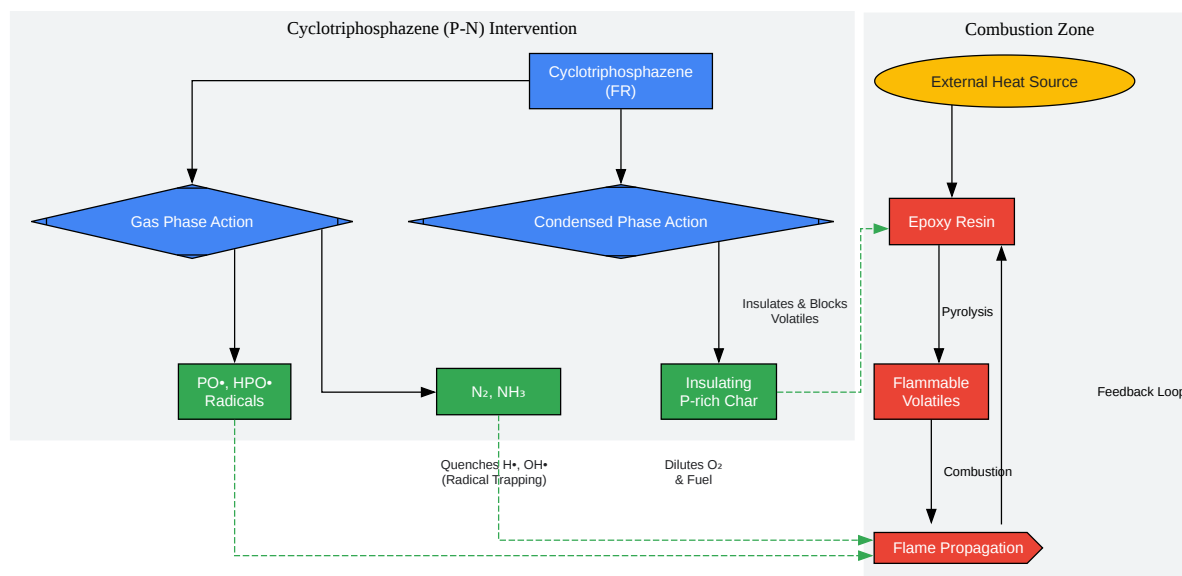 Cyclotriphosphazene (P-N) Intervention
Combustion Zone
Cyclotriphosphazene
(FR)
External Heat Source
Gas Phase Action
Condensed Phase Action
Epoxy Resin
Insulates & Blocks
Volatiles
Pyrolysis
PO•, HPO•
Radicals
N₂, NH₃
Insulating
P-rich Char
Flammable
Volatiles
Feedback Loop
Quenches H•, OH•
(Radical Trapping)
Dilutes O₂
& Fuel
Combustion
Flame Propagation